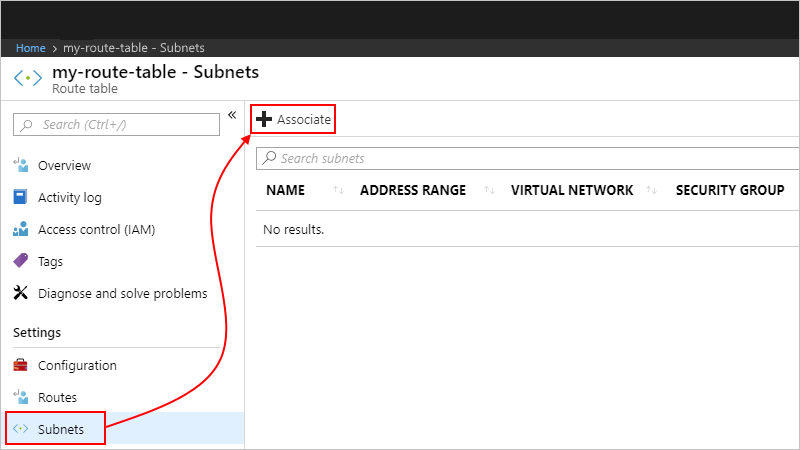 Home > my-route-table - Subnets
my-route-table - Subnets
Route table
Search (Ctrl+/)
«
Overview
Activity log
Access control (IAM)
Tags
Diagnose and solve problems
Settings
Configuration
Routes
Subnets
Associate
Search subnets
NAME ADDRESS RANGE VIRTUAL NETWORK SECURITY GROUP
No results.